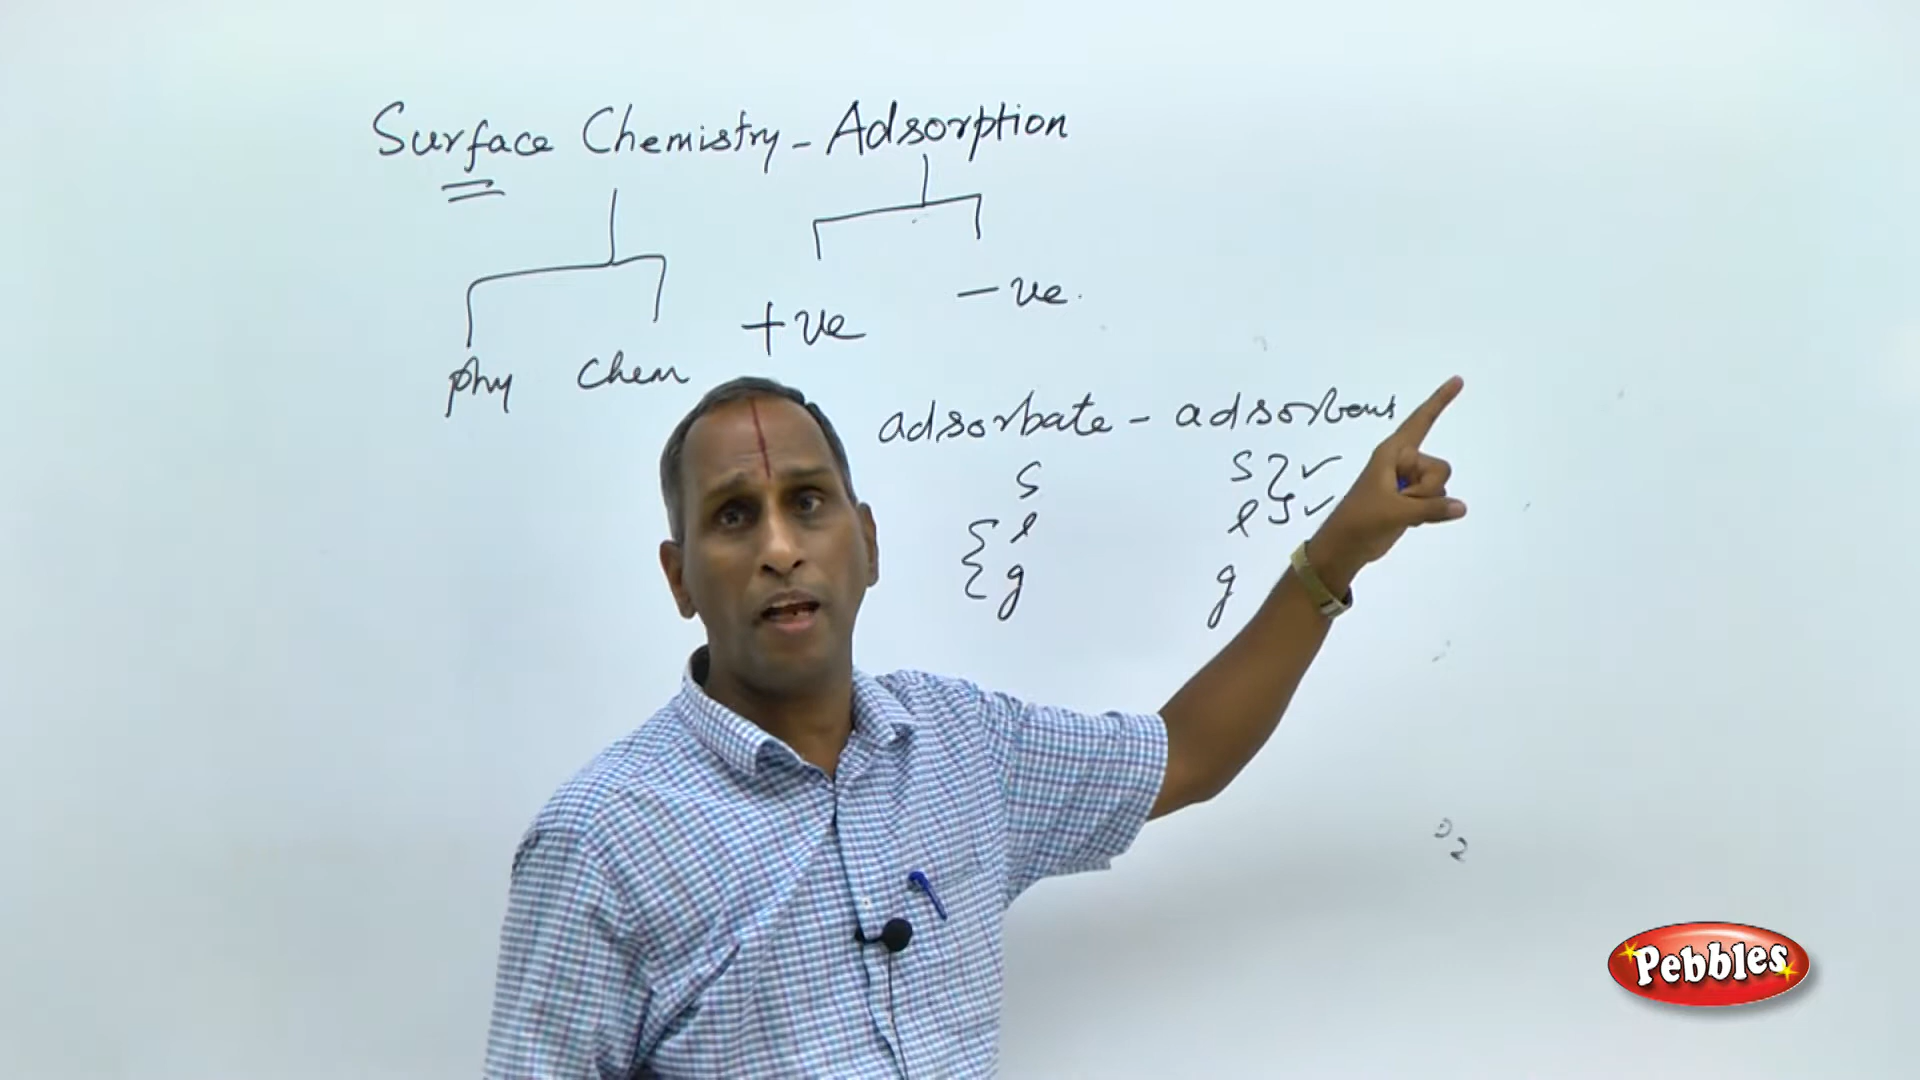 Surface Chemistry - Adsorption
phy chem +ve -ve.
adsorbate - adsorbent
s s } ✓
{ l l } ✓
{ g g
Pebbles